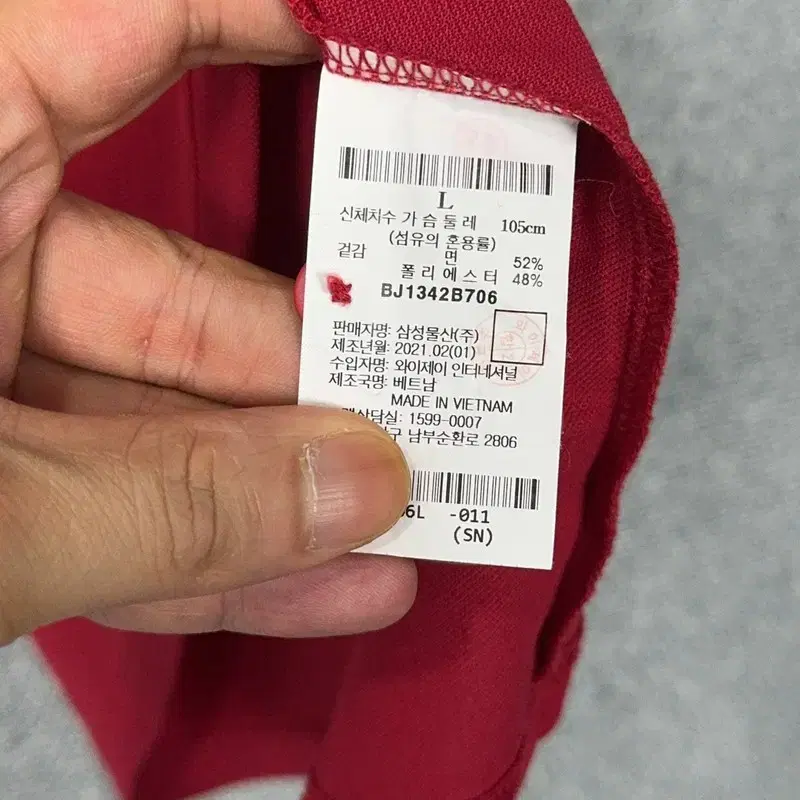 L
신체치수 가슴둘레 105cm
(섬유의 혼용률)
겉감 면 52%
폴리에스터 48%
BJ1342B706
판매자명: 삼성물산(주)
제조년월: 2021.02(01)
수입자명: 와이제이 인터네셔널
제조국명: 베트남
MADE IN VIETNAM
1599-0007
남부순환로 2806
6L -011
(SN)